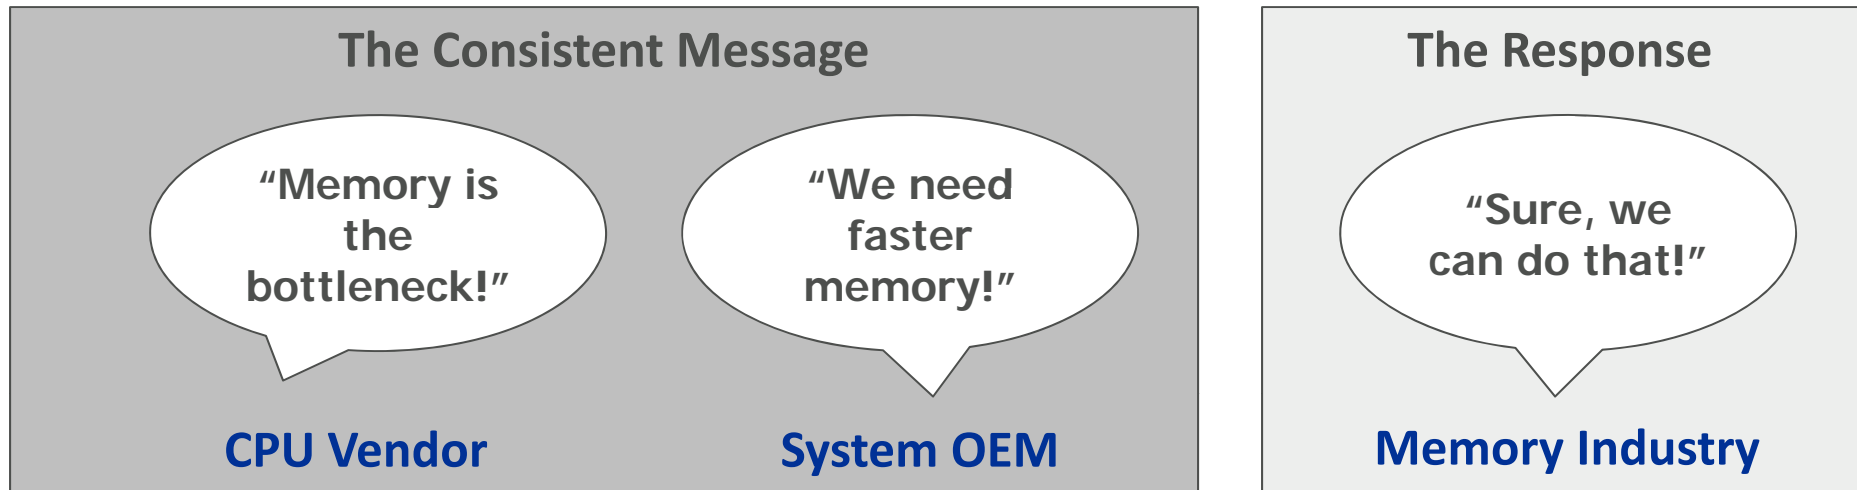 The Consistent Message
“Memory is
the
bottleneck!”
CPU Vendor
“We need
faster
memory!”
System OEM
The Response
“Sure, we
can do that!”
Memory Industry